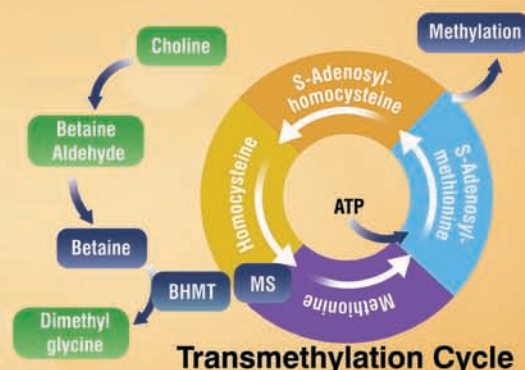 Choline
Methylation
S-Adenosyl-
homocysteine
Betaine
Aldehyde
Homocysteine
S-Adenosyl-
methionine
ATP
Betaine
BHMT
MS
Methionine
Dimethyl
glycine
Transmethylation Cycle